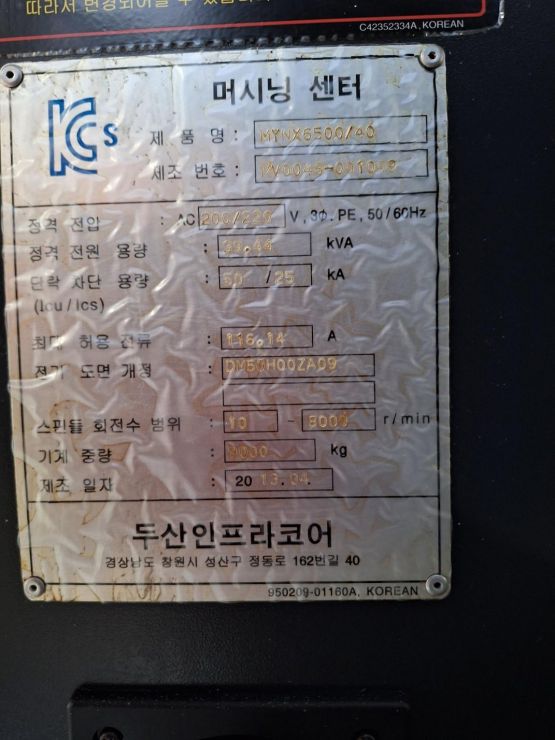 따라서 변경되어질 수 있습니다.
C42352334A, KOREAN
머시닝 센터
KCs
제 품 명 : MYNX6500/40
제조 번호 :
정격 전압 : AC 200/220 V, 3Φ. PE, 50/60Hz
정격 전원 용량 : kVA
단락 차단 용량 : 50 /25 kA
(Icu/ics)
최대 허용 전류 : 116.14 A
전기 도면 개정 :
스핀들 회전수 범위 : 10 - 8000 r/min
기계 중량 : kg
제조 일자 : 20 13.04
두산인프라코어
경상남도 창원시 성산구 정동로 162번길 40
950209-01160A, KOREAN